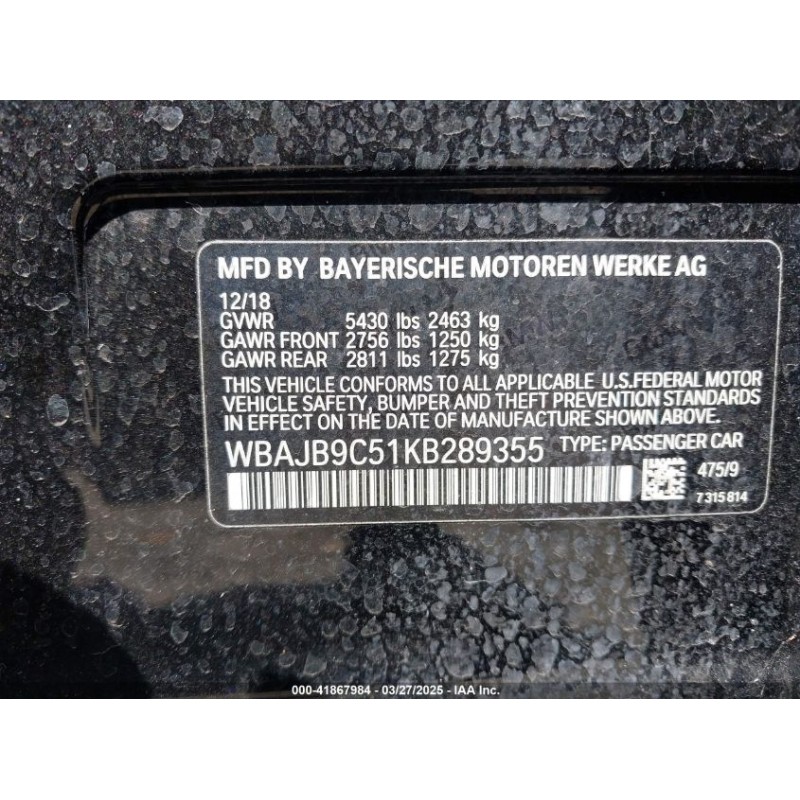 MFD BY BAYERISCHE MOTOREN WERKE AG
12/18
GVWR 5430 lbs 2463 kg
GAWR FRONT 2756 lbs 1250 kg
GAWR REAR 2811 lbs 1275 kg
THIS VEHICLE CONFORMS TO ALL APPLICABLE U.S.FEDERAL MOTOR
VEHICLE SAFETY, BUMPER AND THEFT PREVENTION STANDARDS
IN EFFECT ON THE DATE OF MANUFACTURE SHOWN ABOVE.
WBAJB9C51KB289355 TYPE: PASSENGER CAR
475/9
7315814
000-41867984 - 03/27/2025 - IAA Inc.